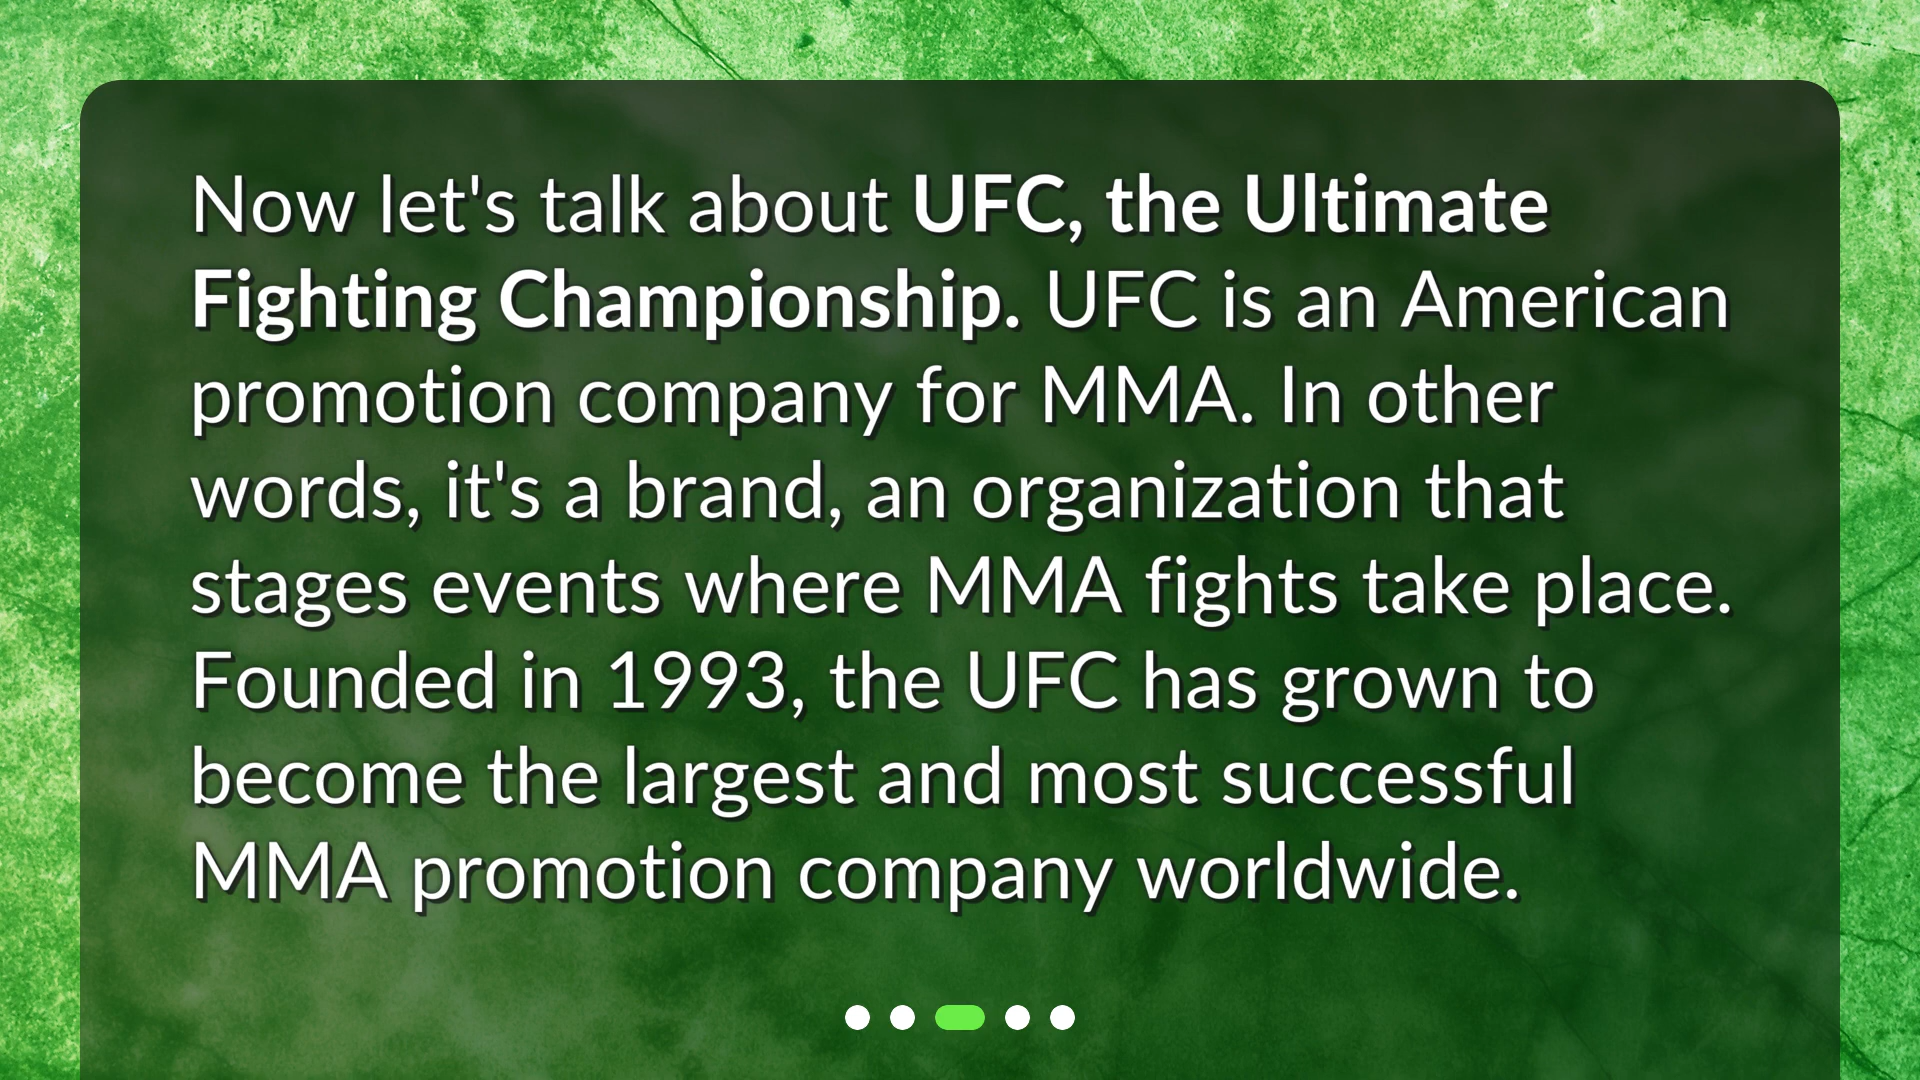 Now let's talk about UFC, the Ultimate
Fighting Championship. UFC is an American
promotion company for MMA. In other
words, it's a brand, an organization that
stages events where MMA fights take place.
Founded in 1993, the UFC has grown to
become the largest and most successful
MMA promotion company worldwide.